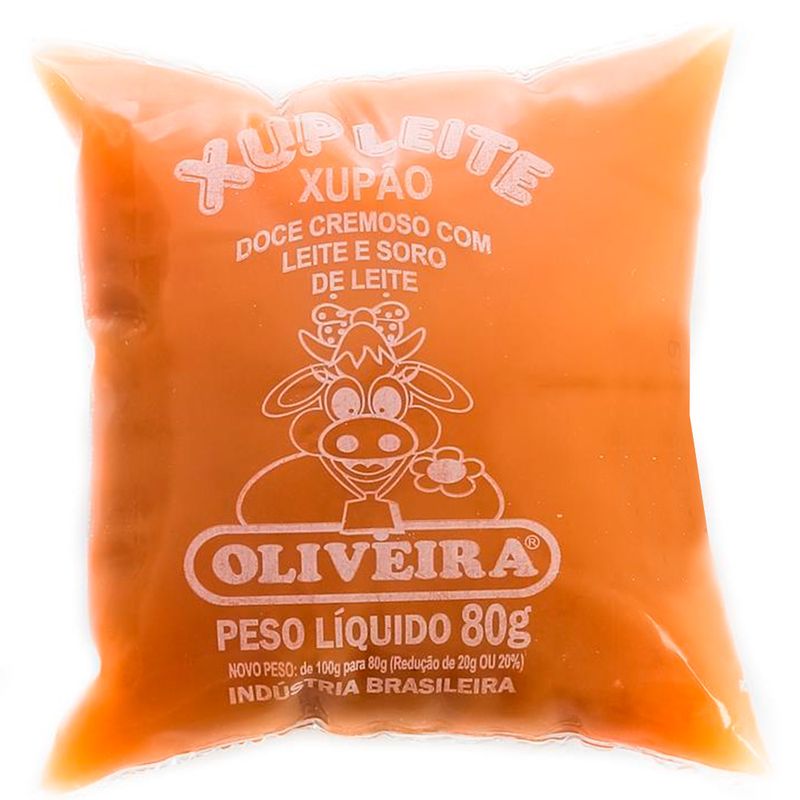 XUP LEITE
XUPÃO
DOCE CREMOSO COM
LEITE E SORO
DE LEITE
OLIVEIRA®
PESO LÍQUIDO 80g
NOVO PESO: de 100g para 80g (Redução de 20g OU 20%)
INDÚSTRIA BRASILEIRA